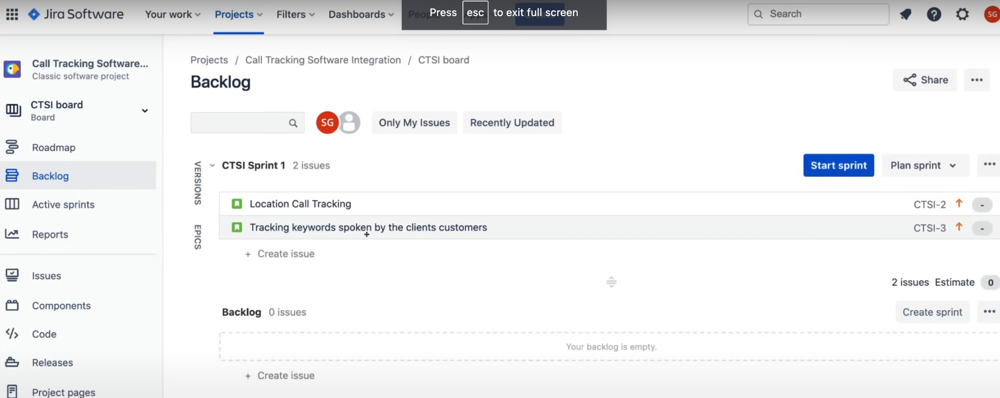 Jira Software Your work Projects Filters Dashboards People Search SG
Press esc to exit full screen
Call Tracking Software...
Classic software project
CTSI board
Board
Roadmap
Backlog
Active sprints
Reports
Issues
Components
Code
Releases
Project pages
Projects / Call Tracking Software Integration / CTSI board
Backlog
Share
SG Only My Issues Recently Updated
VERSIONS
EPICS
CTSI Sprint 1 2 issues Start sprint Plan sprint
Location Call Tracking CTSI-2 -
Tracking keywords spoken by the clients customers CTSI-3 -
+ Create issue
2 issues Estimate 0
Backlog 0 issues Create sprint
Your backlog is empty.
+ Create issue